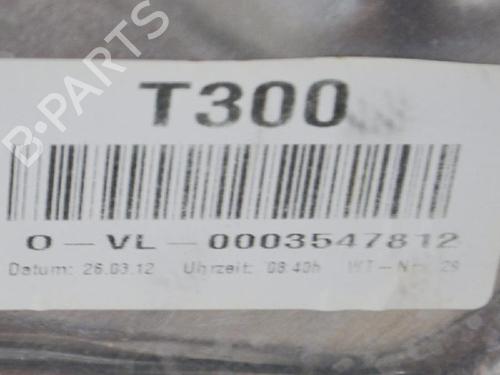 T300
B-PARTS
O-VL-0003547812
Datum: 26.03.12 Uhrzeit: 08:40h WT-Nr. 29